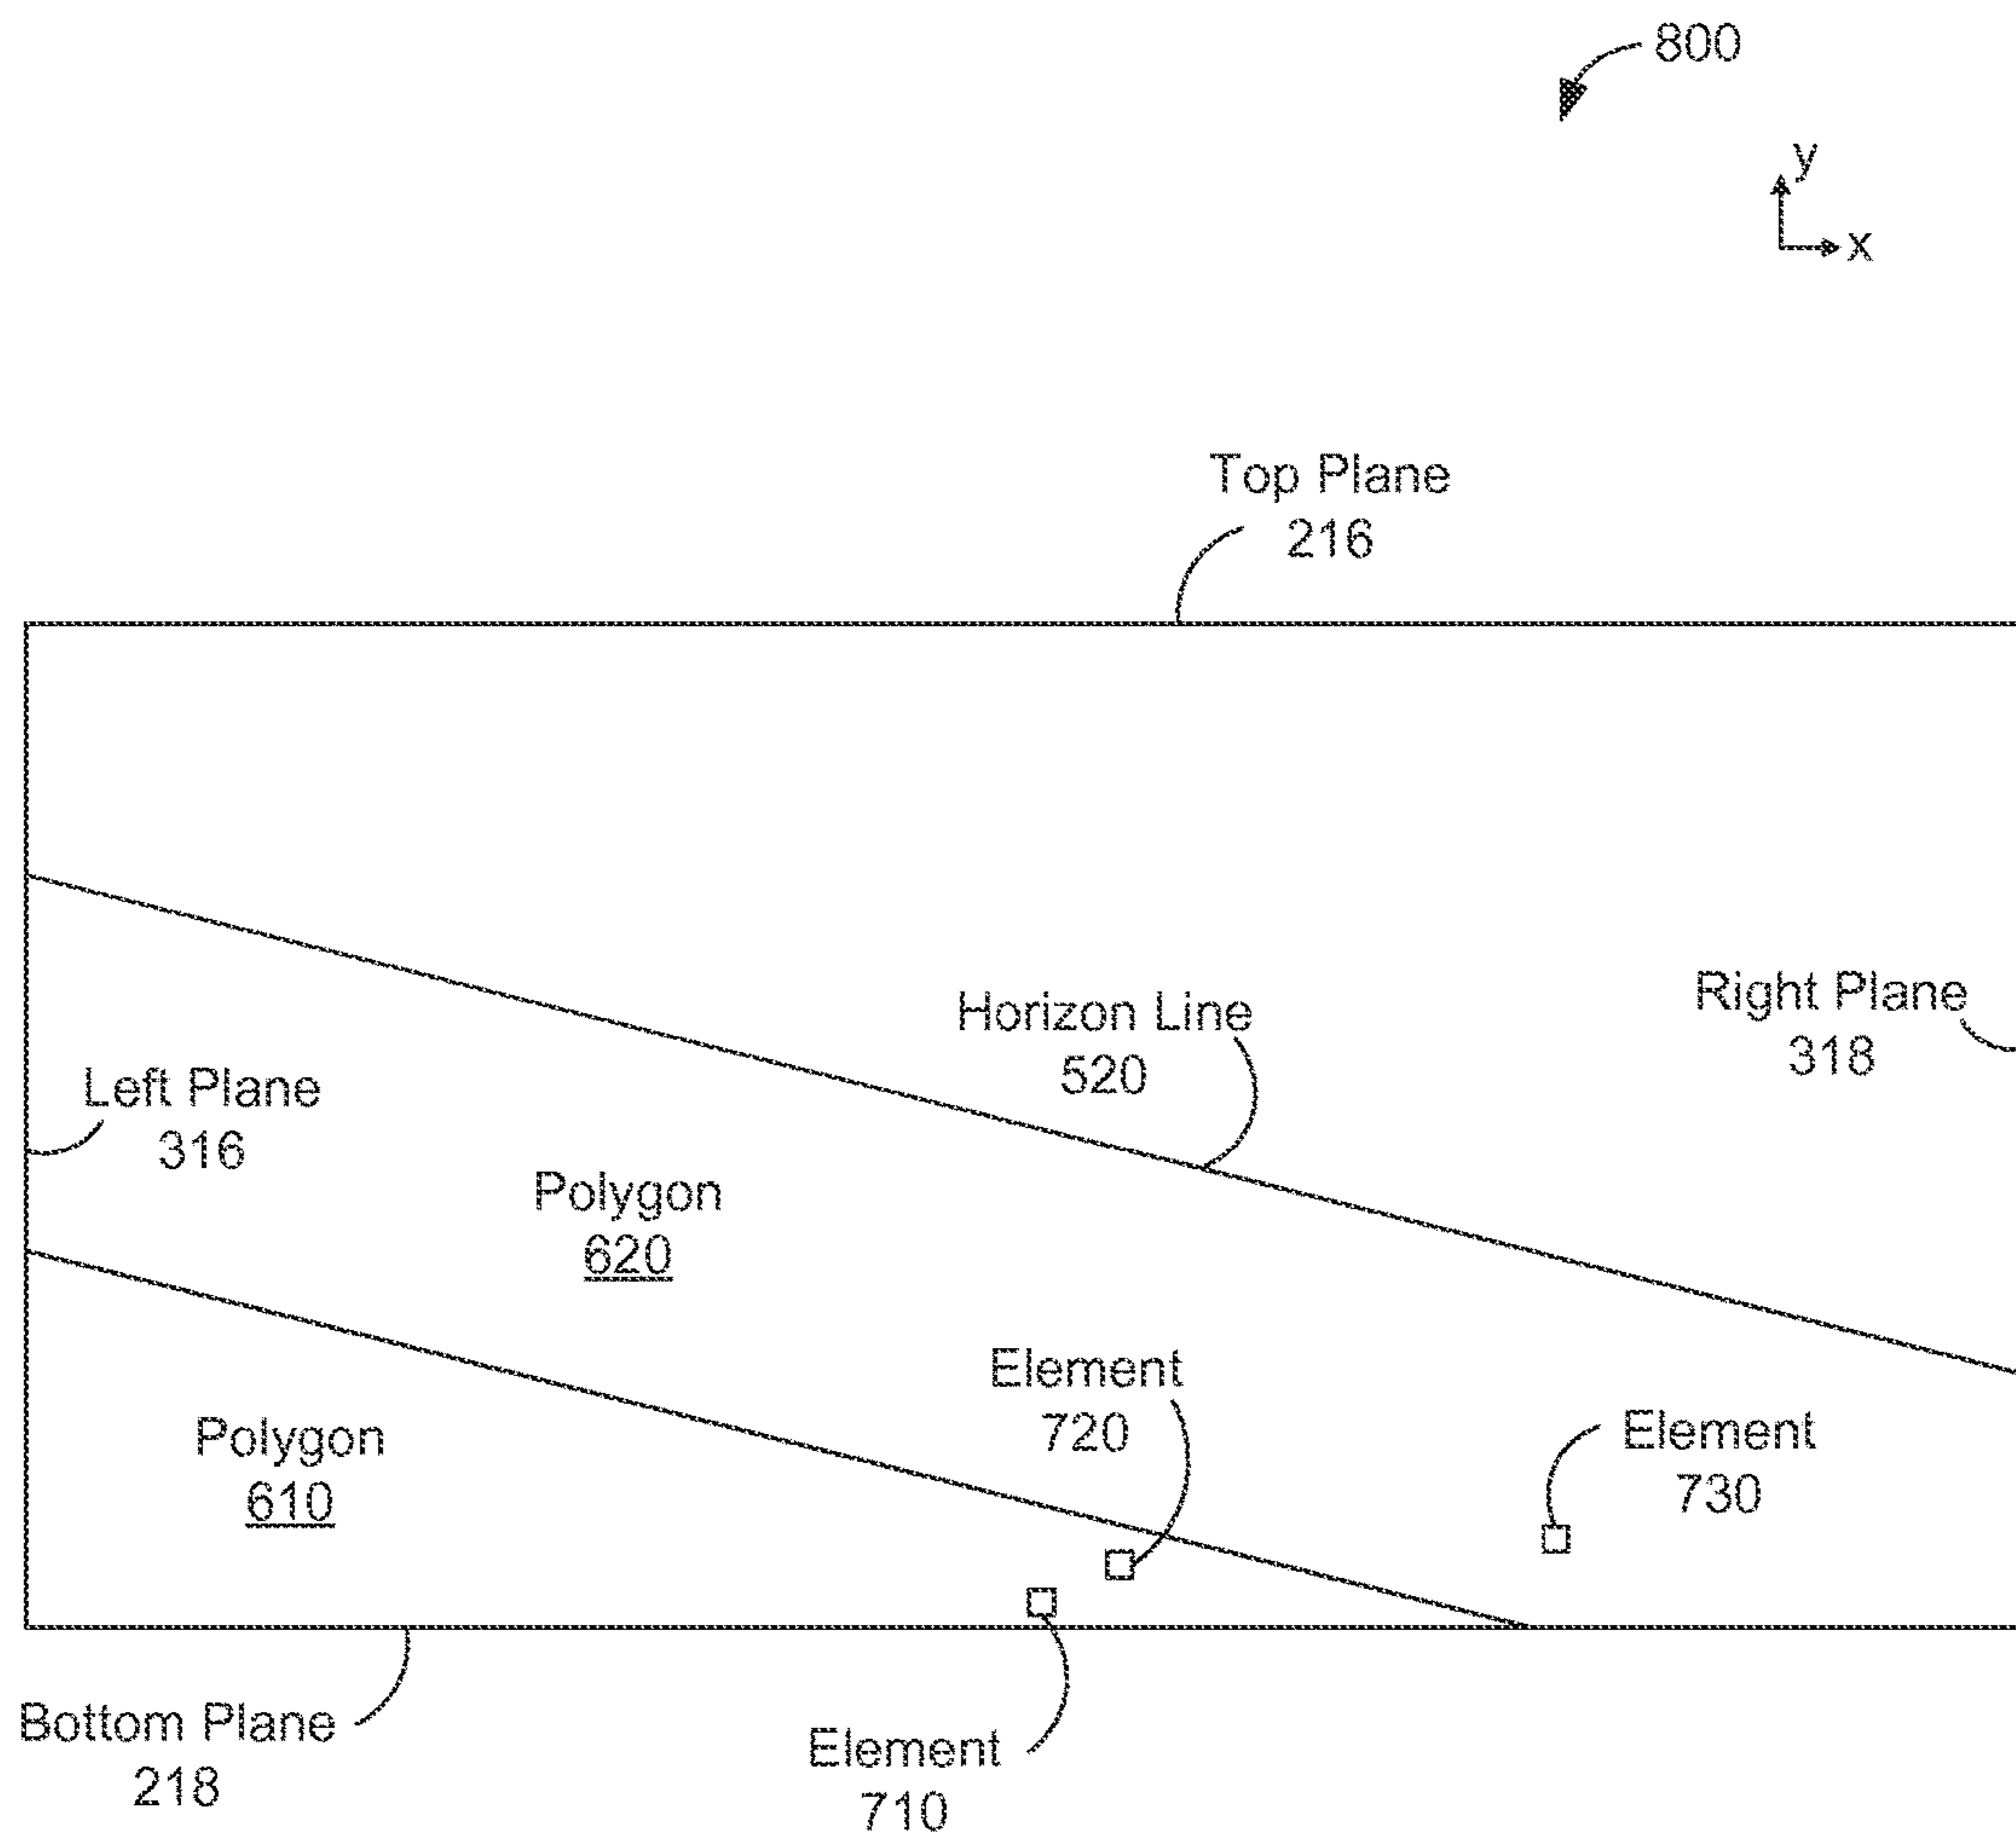 800
y
x
Top Plane
216
Horizon Line
520
Right Plane
318
Left Plane
316
Polygon
620
Element
720
Element
730
Polygon
610
Bottom Plane
218
Element
710